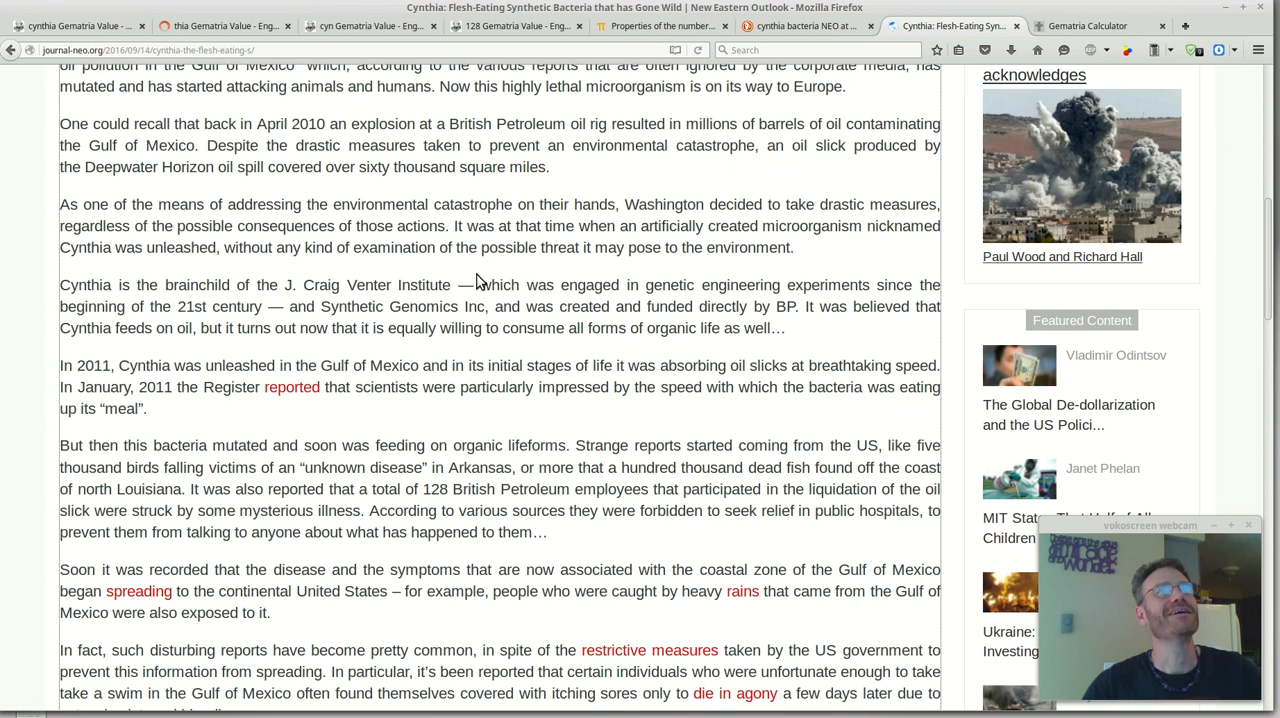 Cynthia: Flesh-Eating Synthetic Bacteria that has Gone Wild | New Eastern Outlook - Mozilla Firefox
cynthia Gematria Value - ...
thia Gematria Value - Eng...
cyn Gematria Value - Eng...
128 Gematria Value - Eng...
Properties of the number...
cynthia bacteria NEO at ...
Cynthia: Flesh-Eating Syn...
Gematria Calculator
journal-neo.org/2016/09/14/cynthia-the-flesh-eating-s/
Search
oil pollution in the Gulf of Mexico which, according to the various reports that are often ignored by the corporate media, has
mutated and has started attacking animals and humans. Now this highly lethal microorganism is on its way to Europe.
One could recall that back in April 2010 an explosion at a British Petroleum oil rig resulted in millions of barrels of oil contaminating
the Gulf of Mexico. Despite the drastic measures taken to prevent an environmental catastrophe, an oil slick produced by
the Deepwater Horizon oil spill covered over sixty thousand square miles.
As one of the means of addressing the environmental catastrophe on their hands, Washington decided to take drastic measures,
regardless of the possible consequences of those actions. It was at that time when an artificially created microorganism nicknamed
Cynthia was unleashed, without any kind of examination of the possible threat it may pose to the environment.
Cynthia is the brainchild of the J. Craig Venter Institute — which was engaged in genetic engineering experiments since the
beginning of the 21st century — and Synthetic Genomics Inc, and was created and funded directly by BP. It was believed that
Cynthia feeds on oil, but it turns out now that it is equally willing to consume all forms of organic life as well…
In 2011, Cynthia was unleashed in the Gulf of Mexico and in its initial stages of life it was absorbing oil slicks at breathtaking speed.
In January, 2011 the Register reported that scientists were particularly impressed by the speed with which the bacteria was eating
up its “meal”.
But then this bacteria mutated and soon was feeding on organic lifeforms. Strange reports started coming from the US, like five
thousand birds falling victims of an “unknown disease” in Arkansas, or more that a hundred thousand dead fish found off the coast
of north Louisiana. It was also reported that a total of 128 British Petroleum employees that participated in the liquidation of the oil
slick were struck by some mysterious illness. According to various sources they were forbidden to seek relief in public hospitals, to
prevent them from talking to anyone about what has happened to them…
Soon it was recorded that the disease and the symptoms that are now associated with the coastal zone of the Gulf of Mexico
began spreading to the continental United States – for example, people who were caught by heavy rains that came from the Gulf of
Mexico were also exposed to it.
In fact, such disturbing reports have become pretty common, in spite of the restrictive measures taken by the US government to
prevent this information from spreading. In particular, it’s been reported that certain individuals who were unfortunate enough to take
take a swim in the Gulf of Mexico often found themselves covered with itching sores only to die in agony a few days later due to
acknowledges
Paul Wood and Richard Hall
Featured Content
Vladimir Odintsov
The Global De-dollarization
and the US Polici...
Janet Phelan
MIT
Children
Ukraine:
Investing
vokoscreen webcam
miracle
and wonder